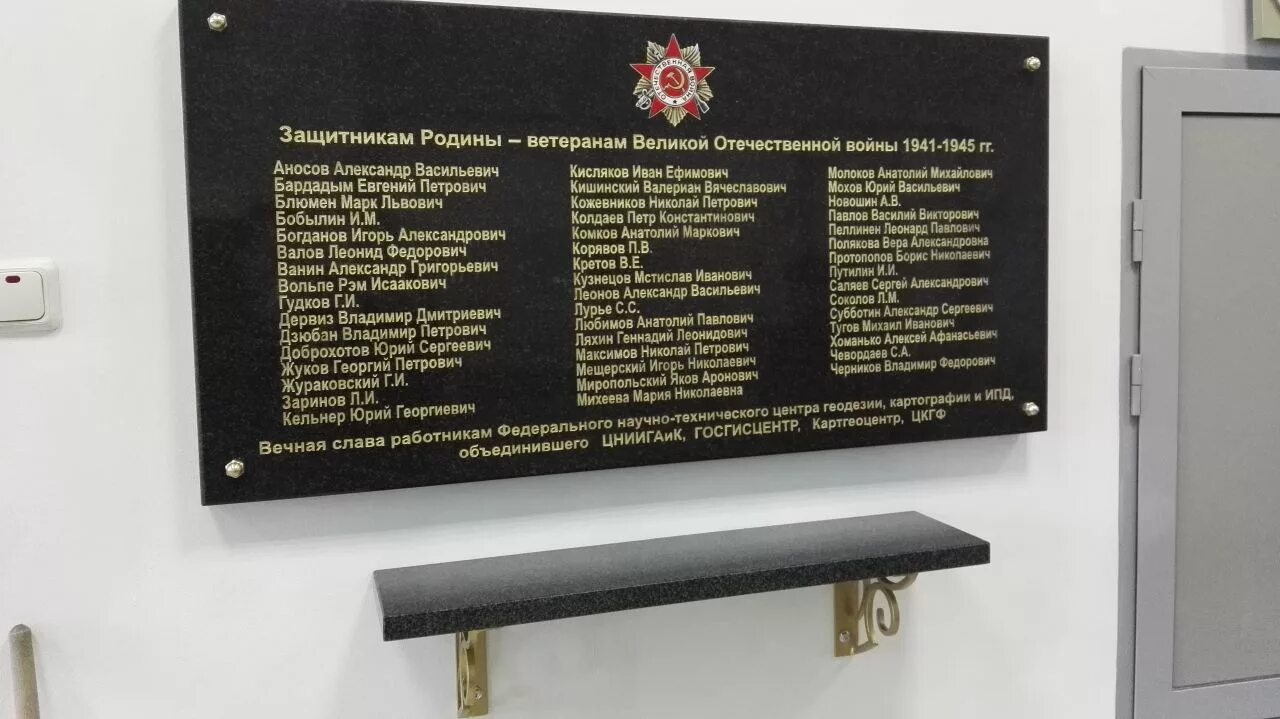 ОТЕЧЕСТВЕННАЯ ВОЙНА
Защитникам Родины – ветеранам Великой Отечественной войны 1941-1945 гг.
Аносов Александр Васильевич
Бардадым Евгений Петрович
Блюмен Марк Львович
Бобылин И.М.
Богданов Игорь Александрович
Валов Леонид Федорович
Ванин Александр Григорьевич
Вольпе Рэм Исаакович
Гудков Г.И.
Дервиз Владимир Дмитриевич
Дзюбан Владимир Петрович
Доброхотов Юрий Сергеевич
Жуков Георгий Петрович
Жураковский Г.И.
Заринов Л.И.
Кельнер Юрий Георгиевич
Кисляков Иван Ефимович
Кишинский Валериан Вячеславович
Кожевников Николай Петрович
Колдаев Петр Константинович
Комков Анатолий Маркович
Корявов П.В.
Кретов В.Е.
Кузнецов Мстислав Иванович
Леонов Александр Васильевич
Лурье С.С.
Любимов Анатолий Павлович
Ляхин Геннадий Леонидович
Максимов Николай Петрович
Мещерский Игорь Николаевич
Миропольский Яков Аронович
Михеева Мария Николаевна
Молоков Анатолий Михайлович
Мохов Юрий Васильевич
Новошин А.В.
Павлов Василий Викторович
Пеллинен Леонард Павлович
Полякова Вера Александровна
Протопопов Борис Николаевич
Путилин И.И.
Саляев Сергей Александрович
Соколов Л.М.
Субботин Александр Сергеевич
Тугов Михаил Иванович
Хоманько Алексей Афанасьевич
Чевордаев С.А.
Черников Владимир Федорович
Вечная слава работникам Федерального научно-технического центра геодезии, картографии и ИПД,
объединившего ЦНИИГАиК, ГОСГИСЦЕНТР, Картгеоцентр, ЦКГФ